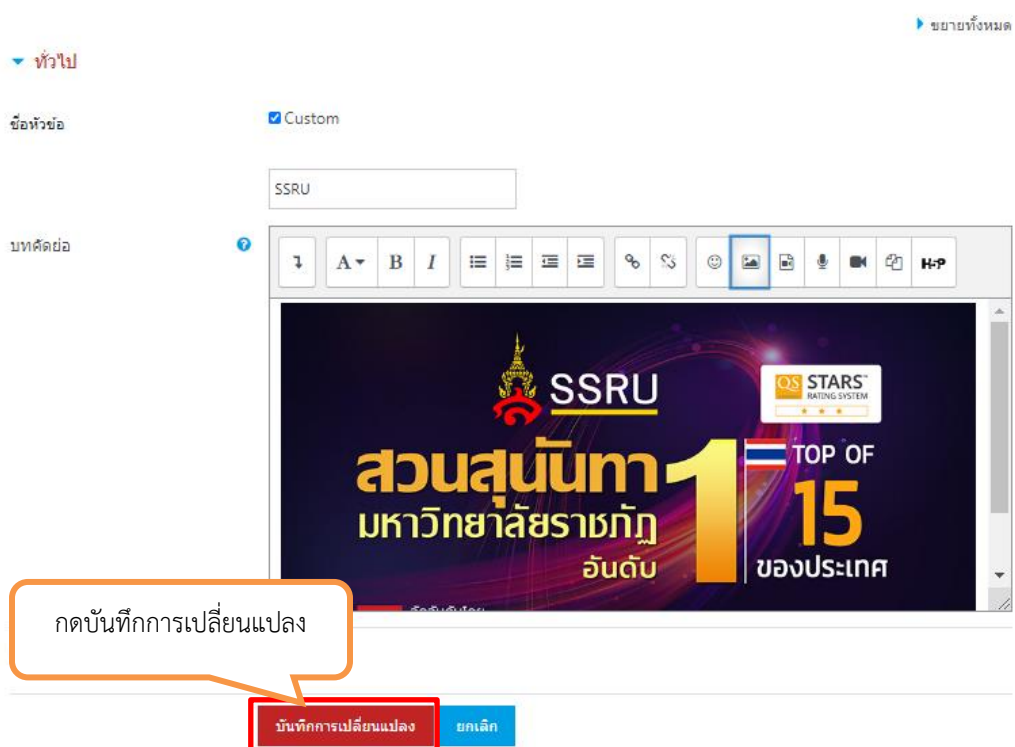 ขยายทั้งหมด
ทั่วไป
ชื่อหัวข้อ
Custom
SSRU
บทคัดย่อ
A B I H-P
SSRU
QS STARS™
RATING SYSTEM
สวนสุนันทา
มหาวิทยาลัยราชภัฏ
อันดับ
1
TOP OF
15
ของประเทศ
กดบันทึกการเปลี่ยนแปลง
บันทึกการเปลี่ยนแปลง ยกเลิก